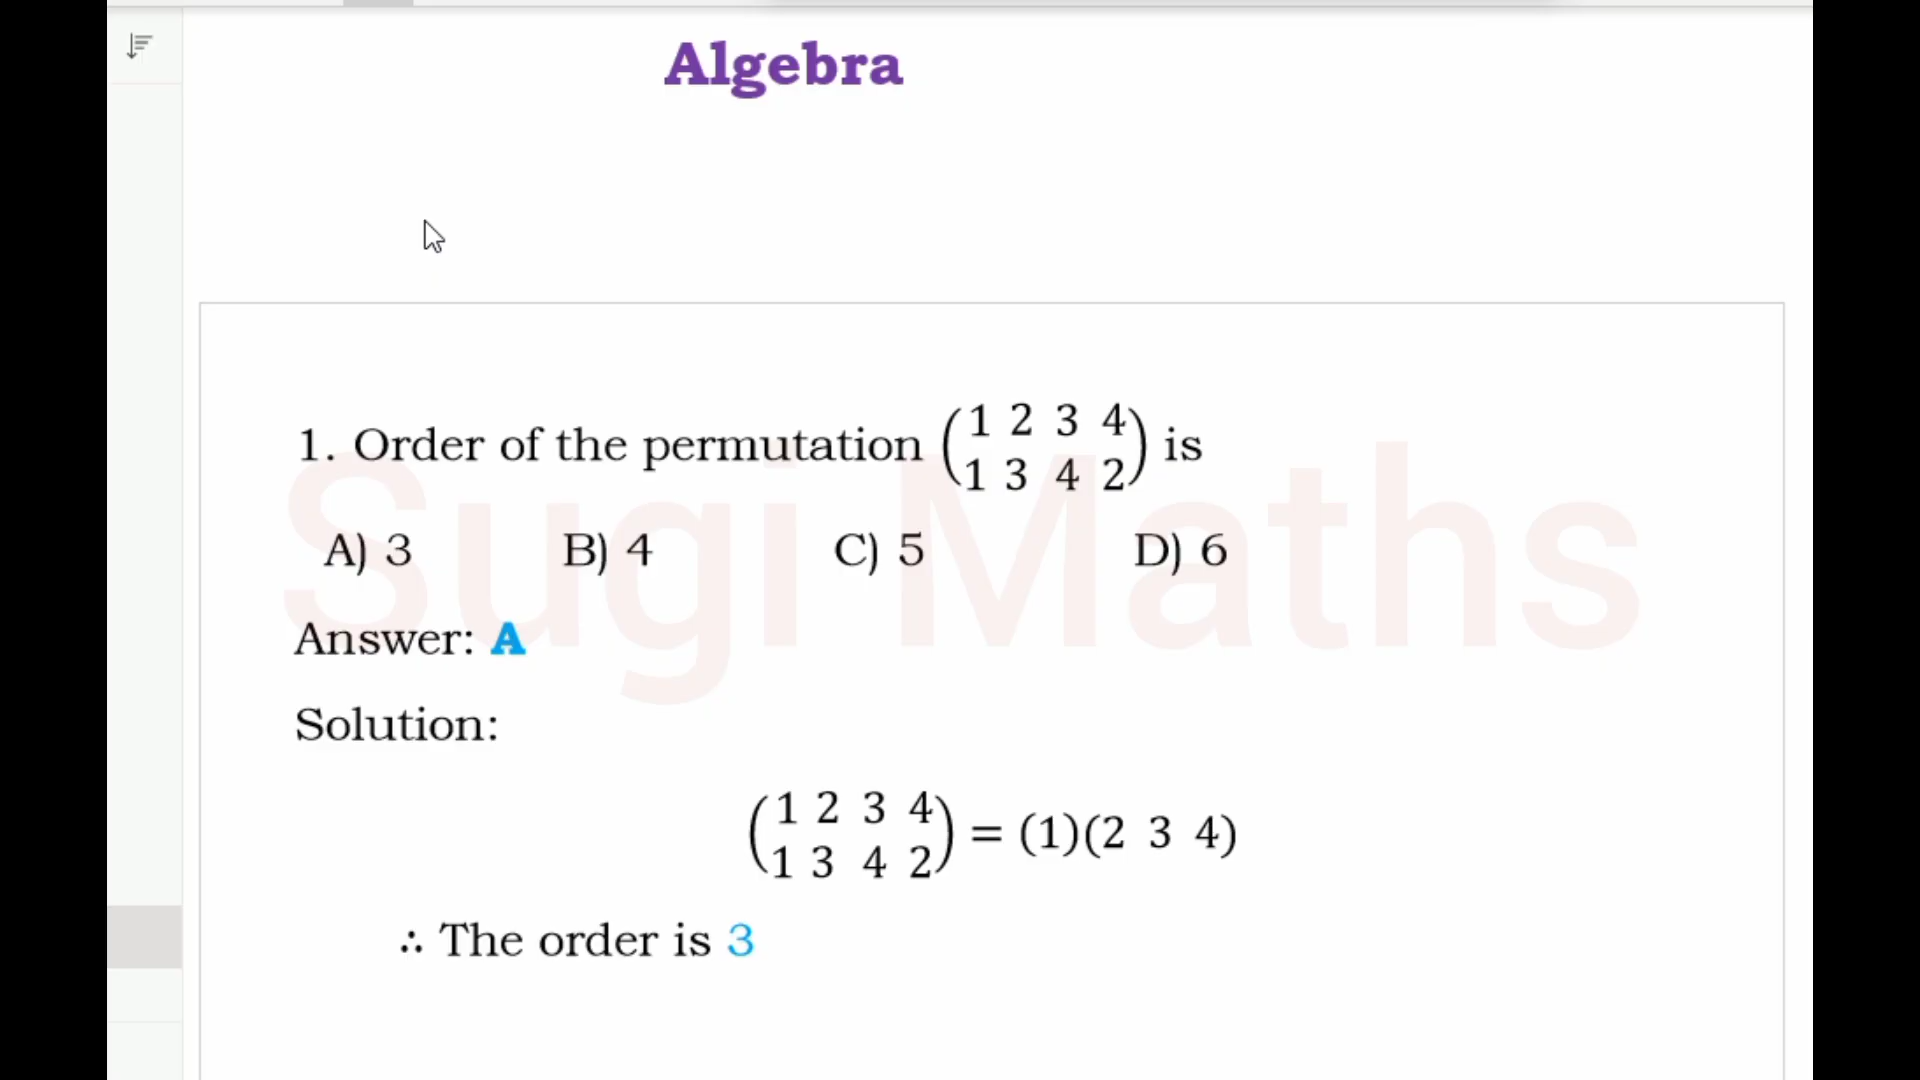 Algebra
1. Order of the permutation (1 2 3 4
1 3 4 2) is
A) 3 B) 4 C) 5 D) 6
Answer: A
Solution:
(1 2 3 4
1 3 4 2) = (1)(2 3 4)
∴ The order is 3
Sugi Maths